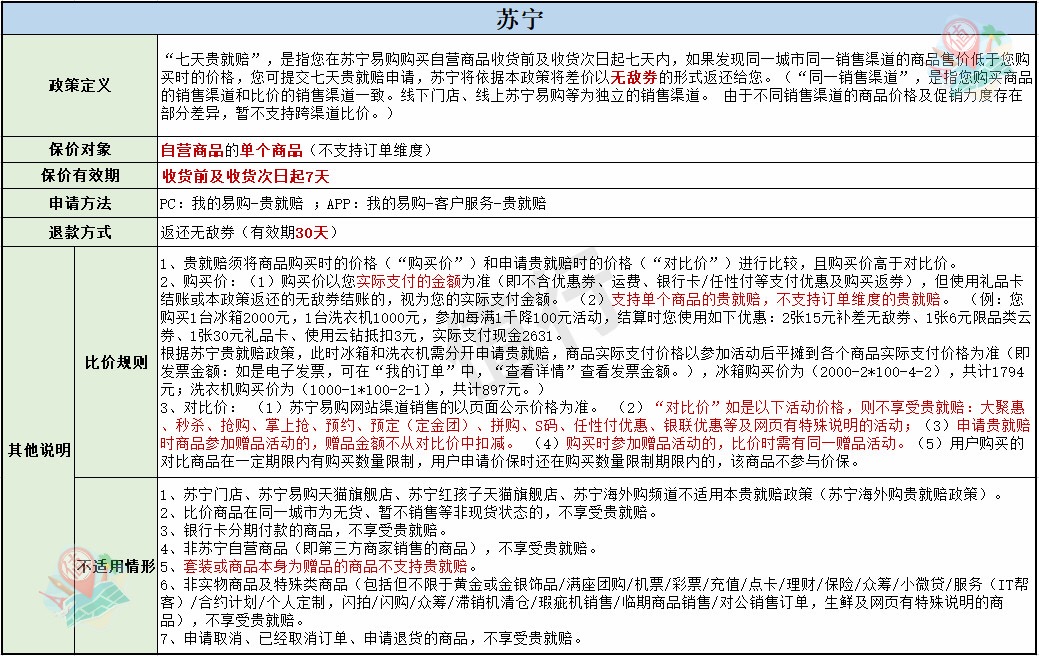 苏宁
政策定义
“七天贵就赔”，是指您在苏宁易购购买自营商品收货前及收货次日起七天内，如果发现同一城市同一销售渠道的商品售价低于您购
买时的价格，您可提交七天贵就赔申请，苏宁将依据本政策将差价以无敌券的形式返还给您。（“同一销售渠道”，是指您购买商品
的销售渠道和比价的销售渠道一致。线下门店、线上苏宁易购等为独立的销售渠道。 由于不同销售渠道的商品价格及促销力度存在
部分差异，暂不支持跨渠道比价。）
保价对象
自营商品的单个商品（不支持订单维度）
保价有效期
收货前及收货次日起7天
申请方法
PC：我的易购-贵就赔 ；APP：我的易购-客户服务-贵就赔
退款方式
返还无敌券（有效期30天）
其他说明
比价规则
1、贵就赔须将商品购买时的价格（“购买价”）和申请贵就赔时的价格（“对比价”）进行比较，且购买价高于对比价。
2、购买价：（1）购买价以您实际支付的金额为准（即不含优惠券、运费、银行卡/任性付等支付优惠及购买返券），但使用礼品卡
结账或本政策返还的无敌券结账的，视为您的实际支付金额。 （2）支持单个商品的贵就赔，不支持订单维度的贵就赔。 （例：您
购买1台冰箱2000元，1台洗衣机1000元，参加每满1千降100元活动，结算时您使用如下优惠：2张15元补差无敌券、1张6元限品类云
券、1张30元礼品卡、使用云钻抵扣3元，实际支付现金2631。
根据苏宁贵就赔政策，此时冰箱和洗衣机需分开申请贵就赔，商品实际支付价格以参加活动后平摊到各个商品实际支付价格为准（即
发票金额：如是电子发票，可在“我的订单”中，“查看详情”查看发票金额。），冰箱购买价为（2000-2*100-4-2），共计1794
元；洗衣机购买价为（1000-1*100-2-1），共计897元。）
3、对比价： （1）苏宁易购网站渠道销售的以页面公示价格为准。 （2）“对比价”如是以下活动价格，则不享受贵就赔：大聚惠
、秒杀、抢购、掌上抢、预约、预定（定金团）、拼购、S码、任性付优惠、银联优惠等及网页有特殊说明的活动；（3）申请贵就赔
时商品参加赠品活动的，赠品金额不从对比价中扣减。 （4）购买时参加赠品活动的，比价时需有同一赠品活动。（5）用户购买的
对比商品在一定期限内有购买数量限制，用户申请价保时还在购买数量限制期限内的，该商品不参与价保。
不适用情形
1、苏宁门店、苏宁易购天猫旗舰店、苏宁红孩子天猫旗舰店、苏宁海外购频道不适用本贵就赔政策（苏宁海外购贵就赔政策）。
2、比价商品在同一城市为无货、暂不销售等非现货状态的，不享受贵就赔。
3、银行卡分期付款的商品，不享受贵就赔。
4、非苏宁自营商品（即第三方商家销售的商品），不享受贵就赔。
5、套装或商品本身为赠品的商品不支持贵就赔。
6、非实物商品及特殊类商品（包括但不限于黄金或金银饰品/满座团购/机票/彩票/充值/点卡/理财/保险/众筹/小微贷/服务（IT帮
客）/合约计划/个人定制，闪拍/闪购/众筹/滞销机清仓/瑕疵机销售/临期商品销售/对公销售订单，生鲜及网页有特殊说明的商
品），不享受贵就赔。
7、申请取消、已经取消订单、申请退货的商品，不享受贵就赔。